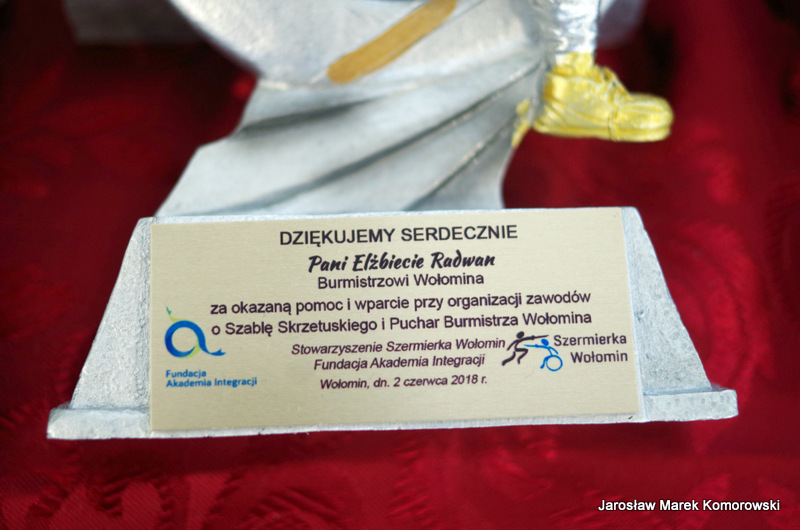 DZIĘKUJEMY SERDECZNIE
Pani Elżbiecie Radwan
Burmistrzowi Wołomina
za okazaną pomoc i wparcie przy organizacji zawodów
o Szablę Skrzetuskiego i Puchar Burmistrza Wołomina
Stowarzyszenie Szermierka Wołomin
Fundacja Akademia Integracji
Wołomin, dn. 2 czerwca 2018 r.
Fundacja
Akademia Integracji
Szermierka
Wołomin
Jarosław Marek Komorowski